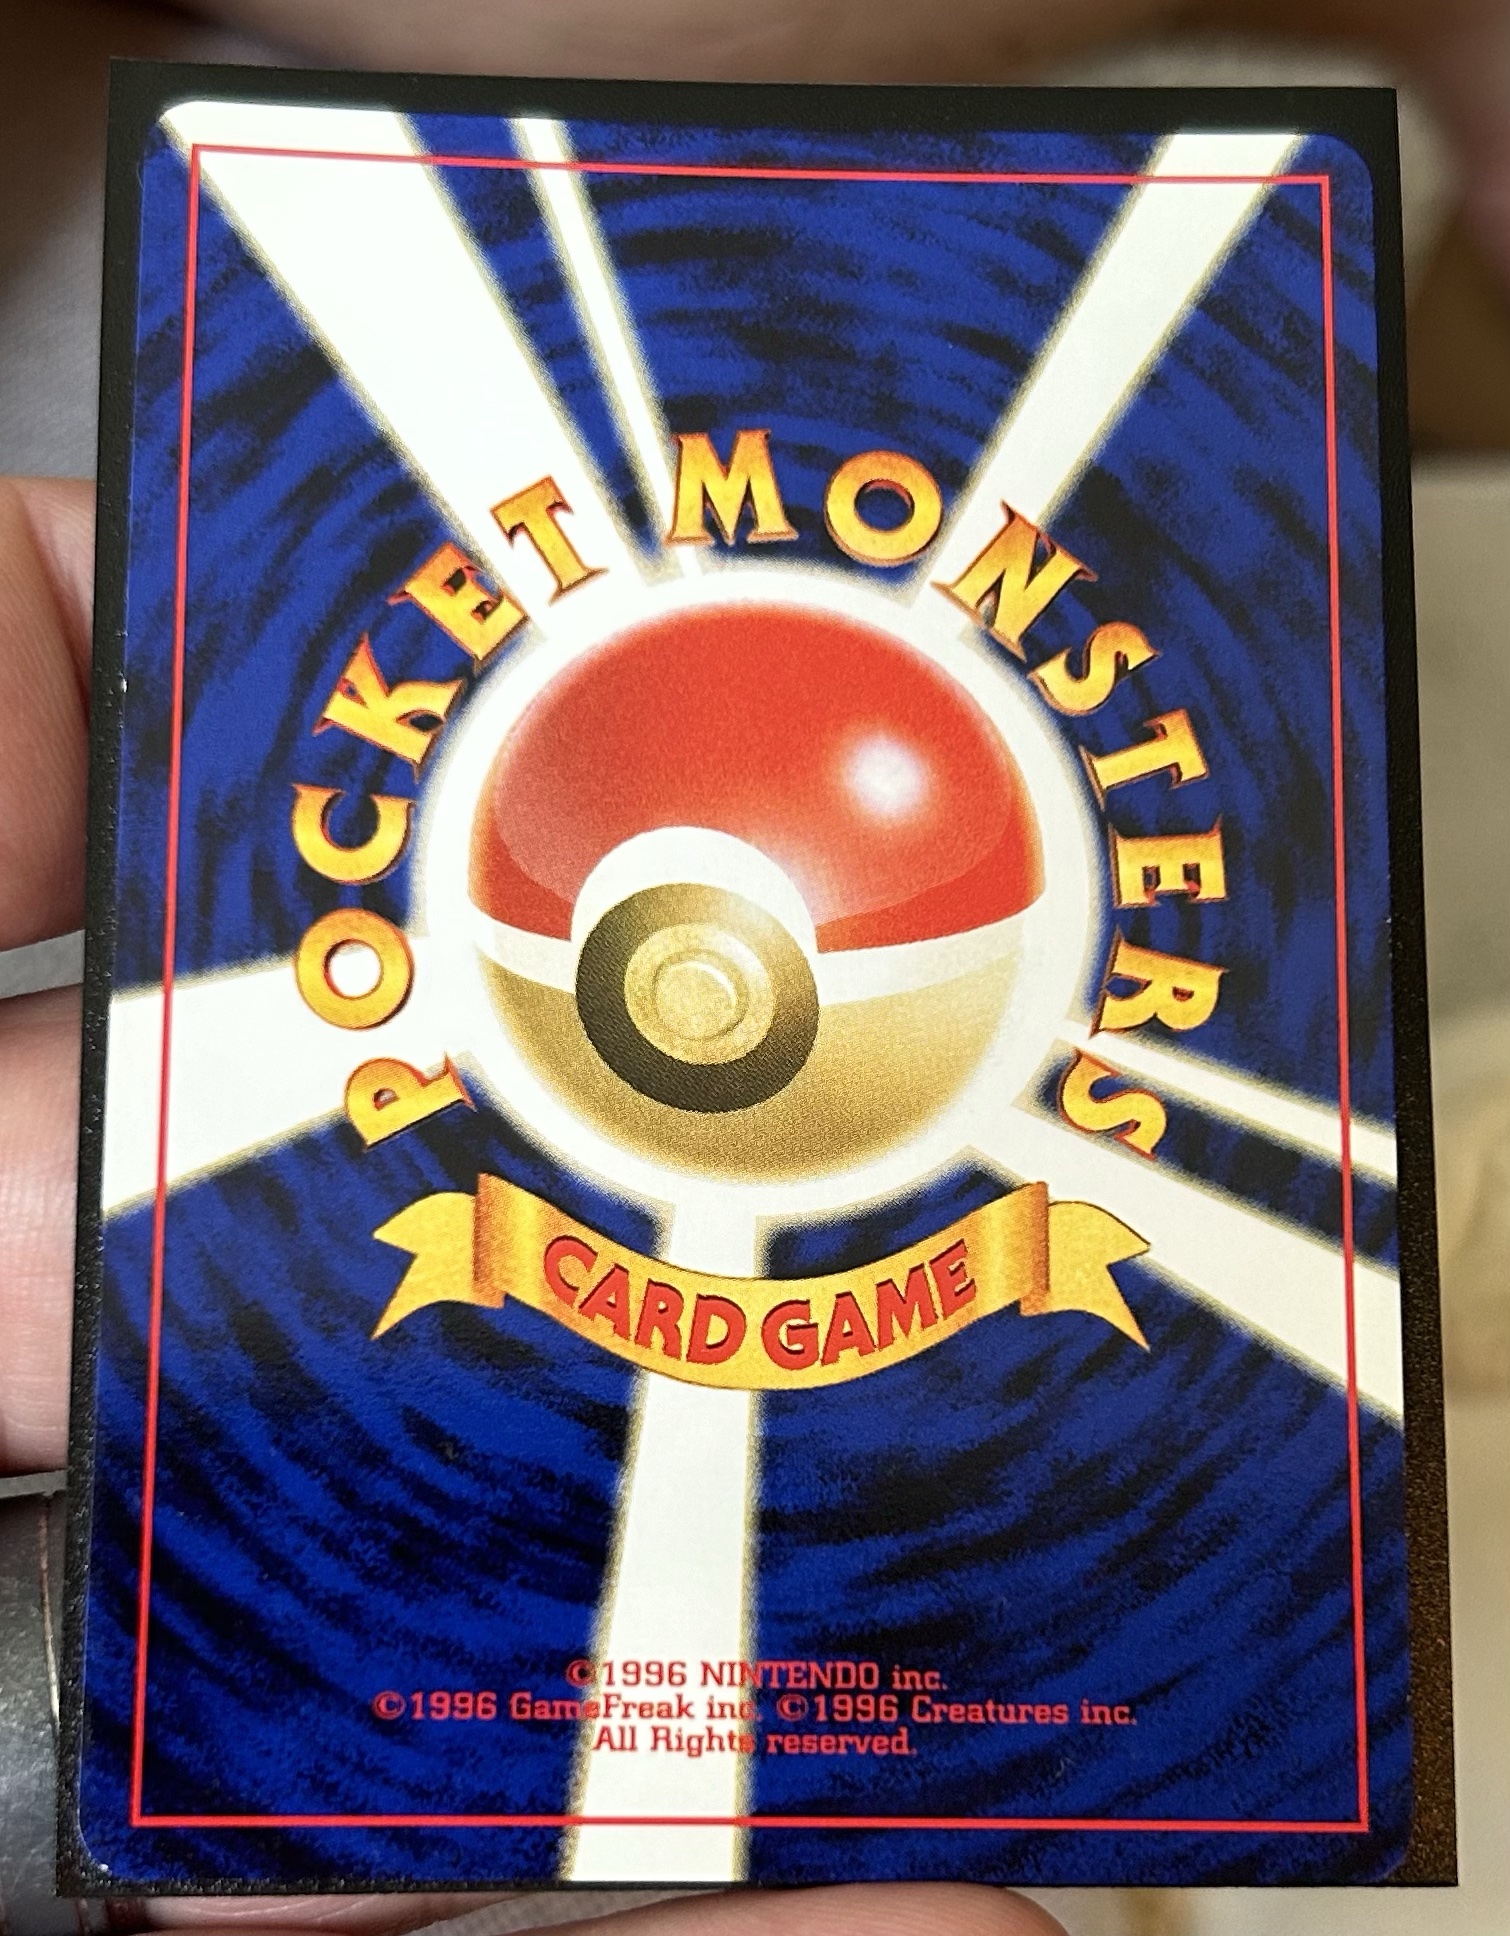 POCKET MONSTERS
CARD GAME
©1996 NINTENDO inc.
©1996 GameFreak inc. ©1996 Creatures inc.
All Rights reserved.